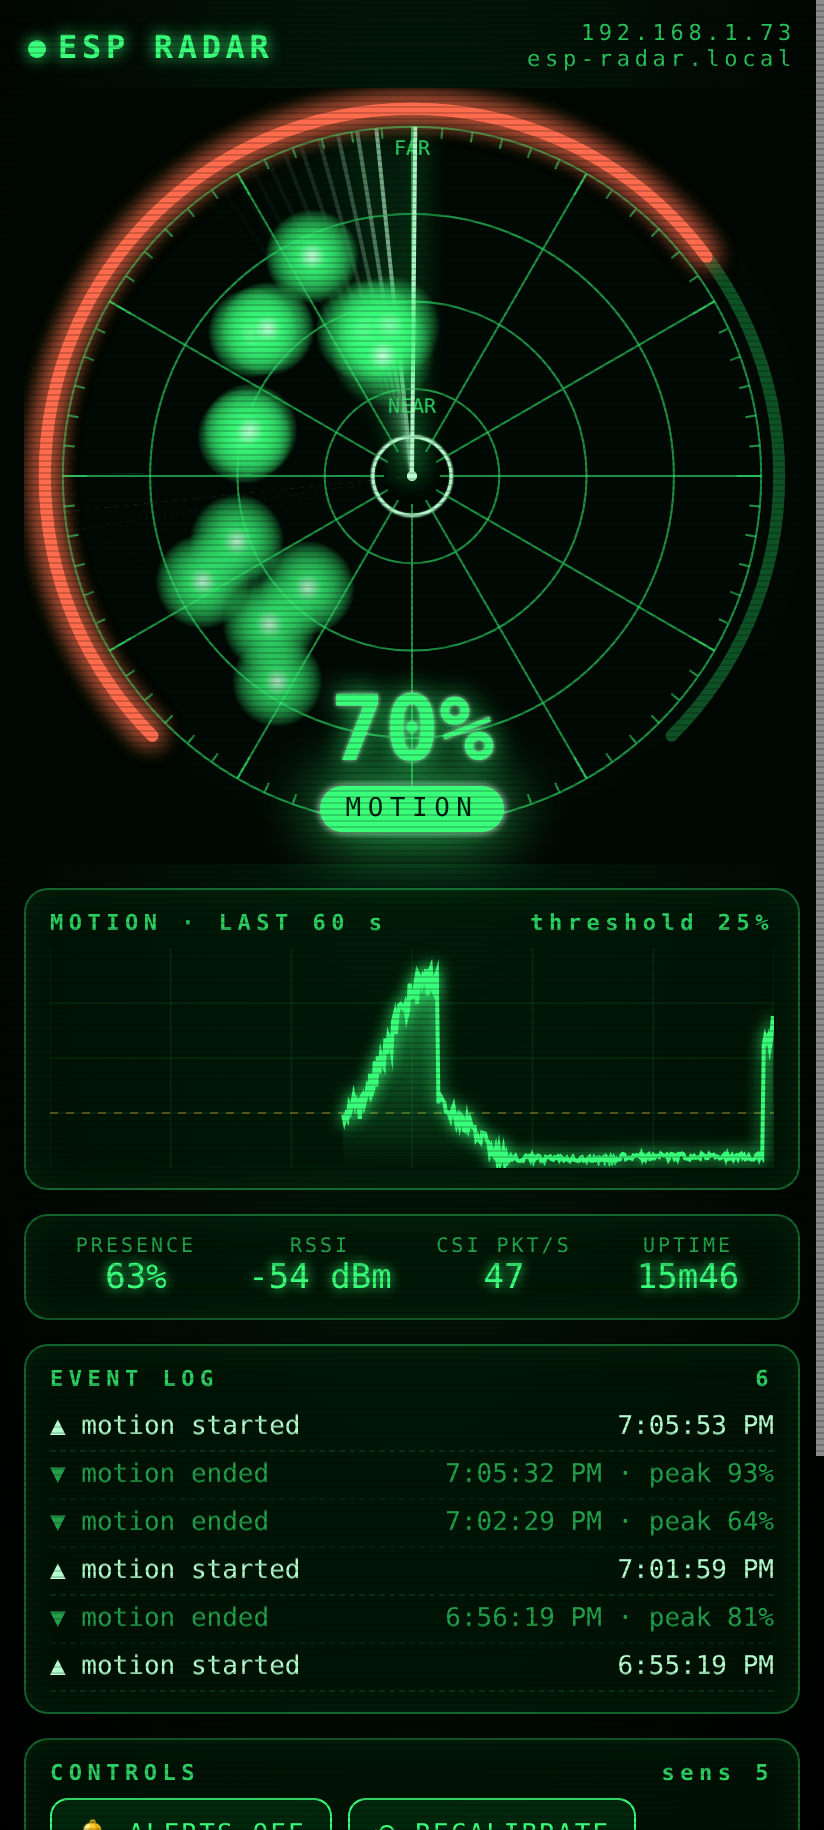 ESP RADAR
192.168.1.73
esp-radar.local
FAR
NEAR
70%
MOTION
MOTION · LAST 60 s threshold 25%
PRESENCE RSSI CSI PKT/S UPTIME
63% -54 dBm 47 15m46
EVENT LOG 6
▲ motion started 7:05:53 PM
▼ motion ended 7:05:32 PM · peak 93%
▼ motion ended 7:02:29 PM · peak 64%
▲ motion started 7:01:59 PM
▼ motion ended 6:56:19 PM · peak 81%
▲ motion started 6:55:19 PM
CONTROLS sens 5
ALERTS OFF RECALIBRATE